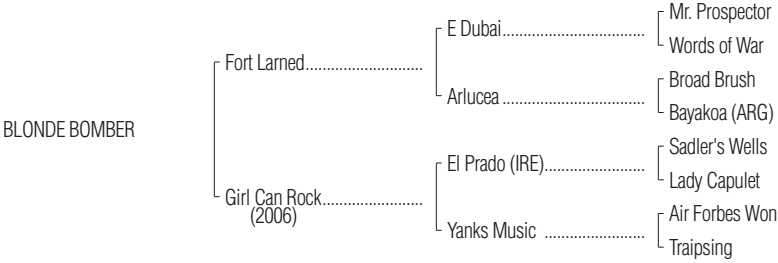 Mr. Prospector
E Dubai..................................
Words of War
Fort Larned............................
Broad Brush
Arlucea..................................
Bayakoa (ARG)
BLONDE BOMBER
Sadler's Wells
El Prado (IRE)........................
Lady Capulet
Girl Can Rock........................
(2006)
Air Forbes Won
Yanks Music ........................
Traipsing